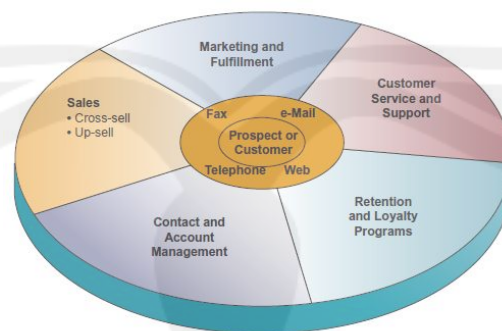 Marketing and
Fulfillment
Customer
Service and
Support
Sales
• Cross-sell
• Up-sell
Fax
e-Mail
Prospect or
Customer
Telephone
Web
Retention
and Loyalty
Programs
Contact and
Account
Management